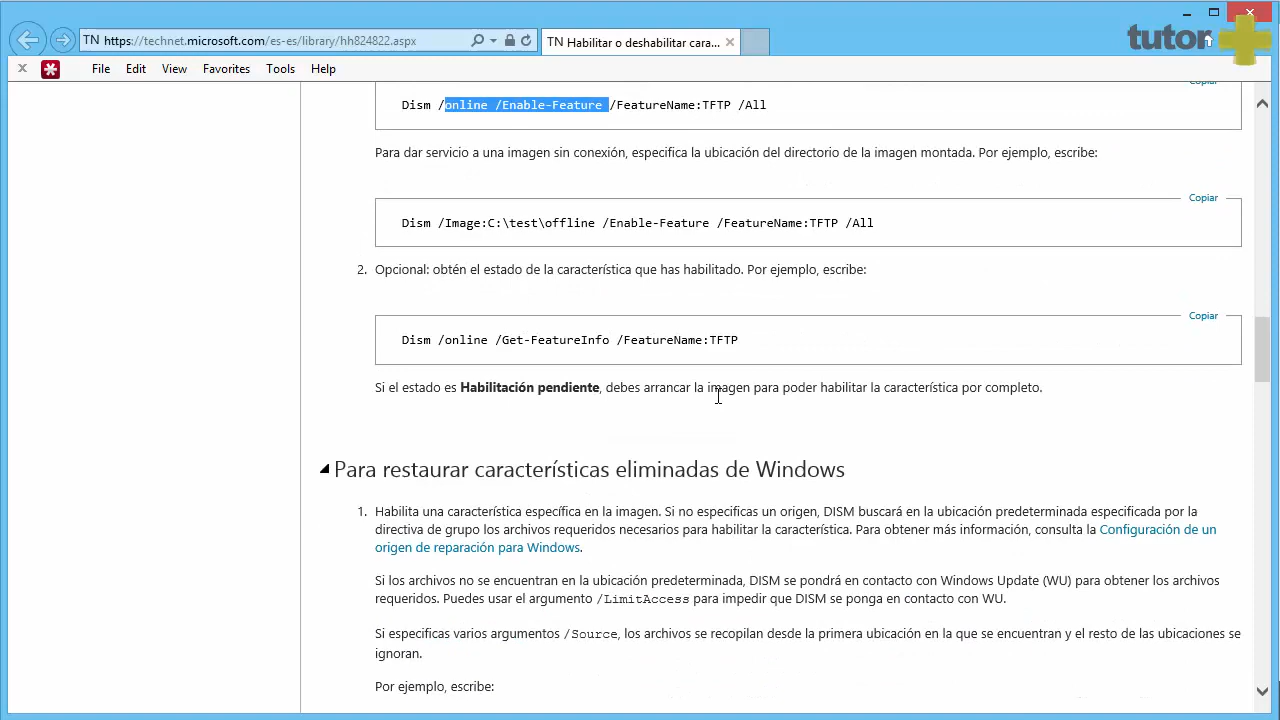 TN https://technet.microsoft.com/es-es/library/hh824822.aspx
TN Habilitar o deshabilitar cara...
tutor
File Edit View Favorites Tools Help
Copiar
Dism /online /Enable-Feature /FeatureName:TFTP /All
Para dar servicio a una imagen sin conexión, especifica la ubicación del directorio de la imagen montada. Por ejemplo, escribe:
Copiar
Dism /Image:C:\test\offline /Enable-Feature /FeatureName:TFTP /All
2. Opcional: obtén el estado de la característica que has habilitado. Por ejemplo, escribe:
Copiar
Dism /online /Get-FeatureInfo /FeatureName:TFTP
Si el estado es Habilitación pendiente, debes arrancar la imagen para poder habilitar la característica por completo.
Para restaurar características eliminadas de Windows
1. Habilita una característica específica en la imagen. Si no especificas un origen, DISM buscará en la ubicación predeterminada especificada por la
directiva de grupo los archivos requeridos necesarios para habilitar la característica. Para obtener más información, consulta la Configuración de un
origen de reparación para Windows.
Si los archivos no se encuentran en la ubicación predeterminada, DISM se pondrá en contacto con Windows Update (WU) para obtener los archivos
requeridos. Puedes usar el argumento /LimitAccess para impedir que DISM se ponga en contacto con WU.
Si especificas varios argumentos /Source, los archivos se recopilan desde la primera ubicación en la que se encuentran y el resto de las ubicaciones se
ignoran.
Por ejemplo, escribe: